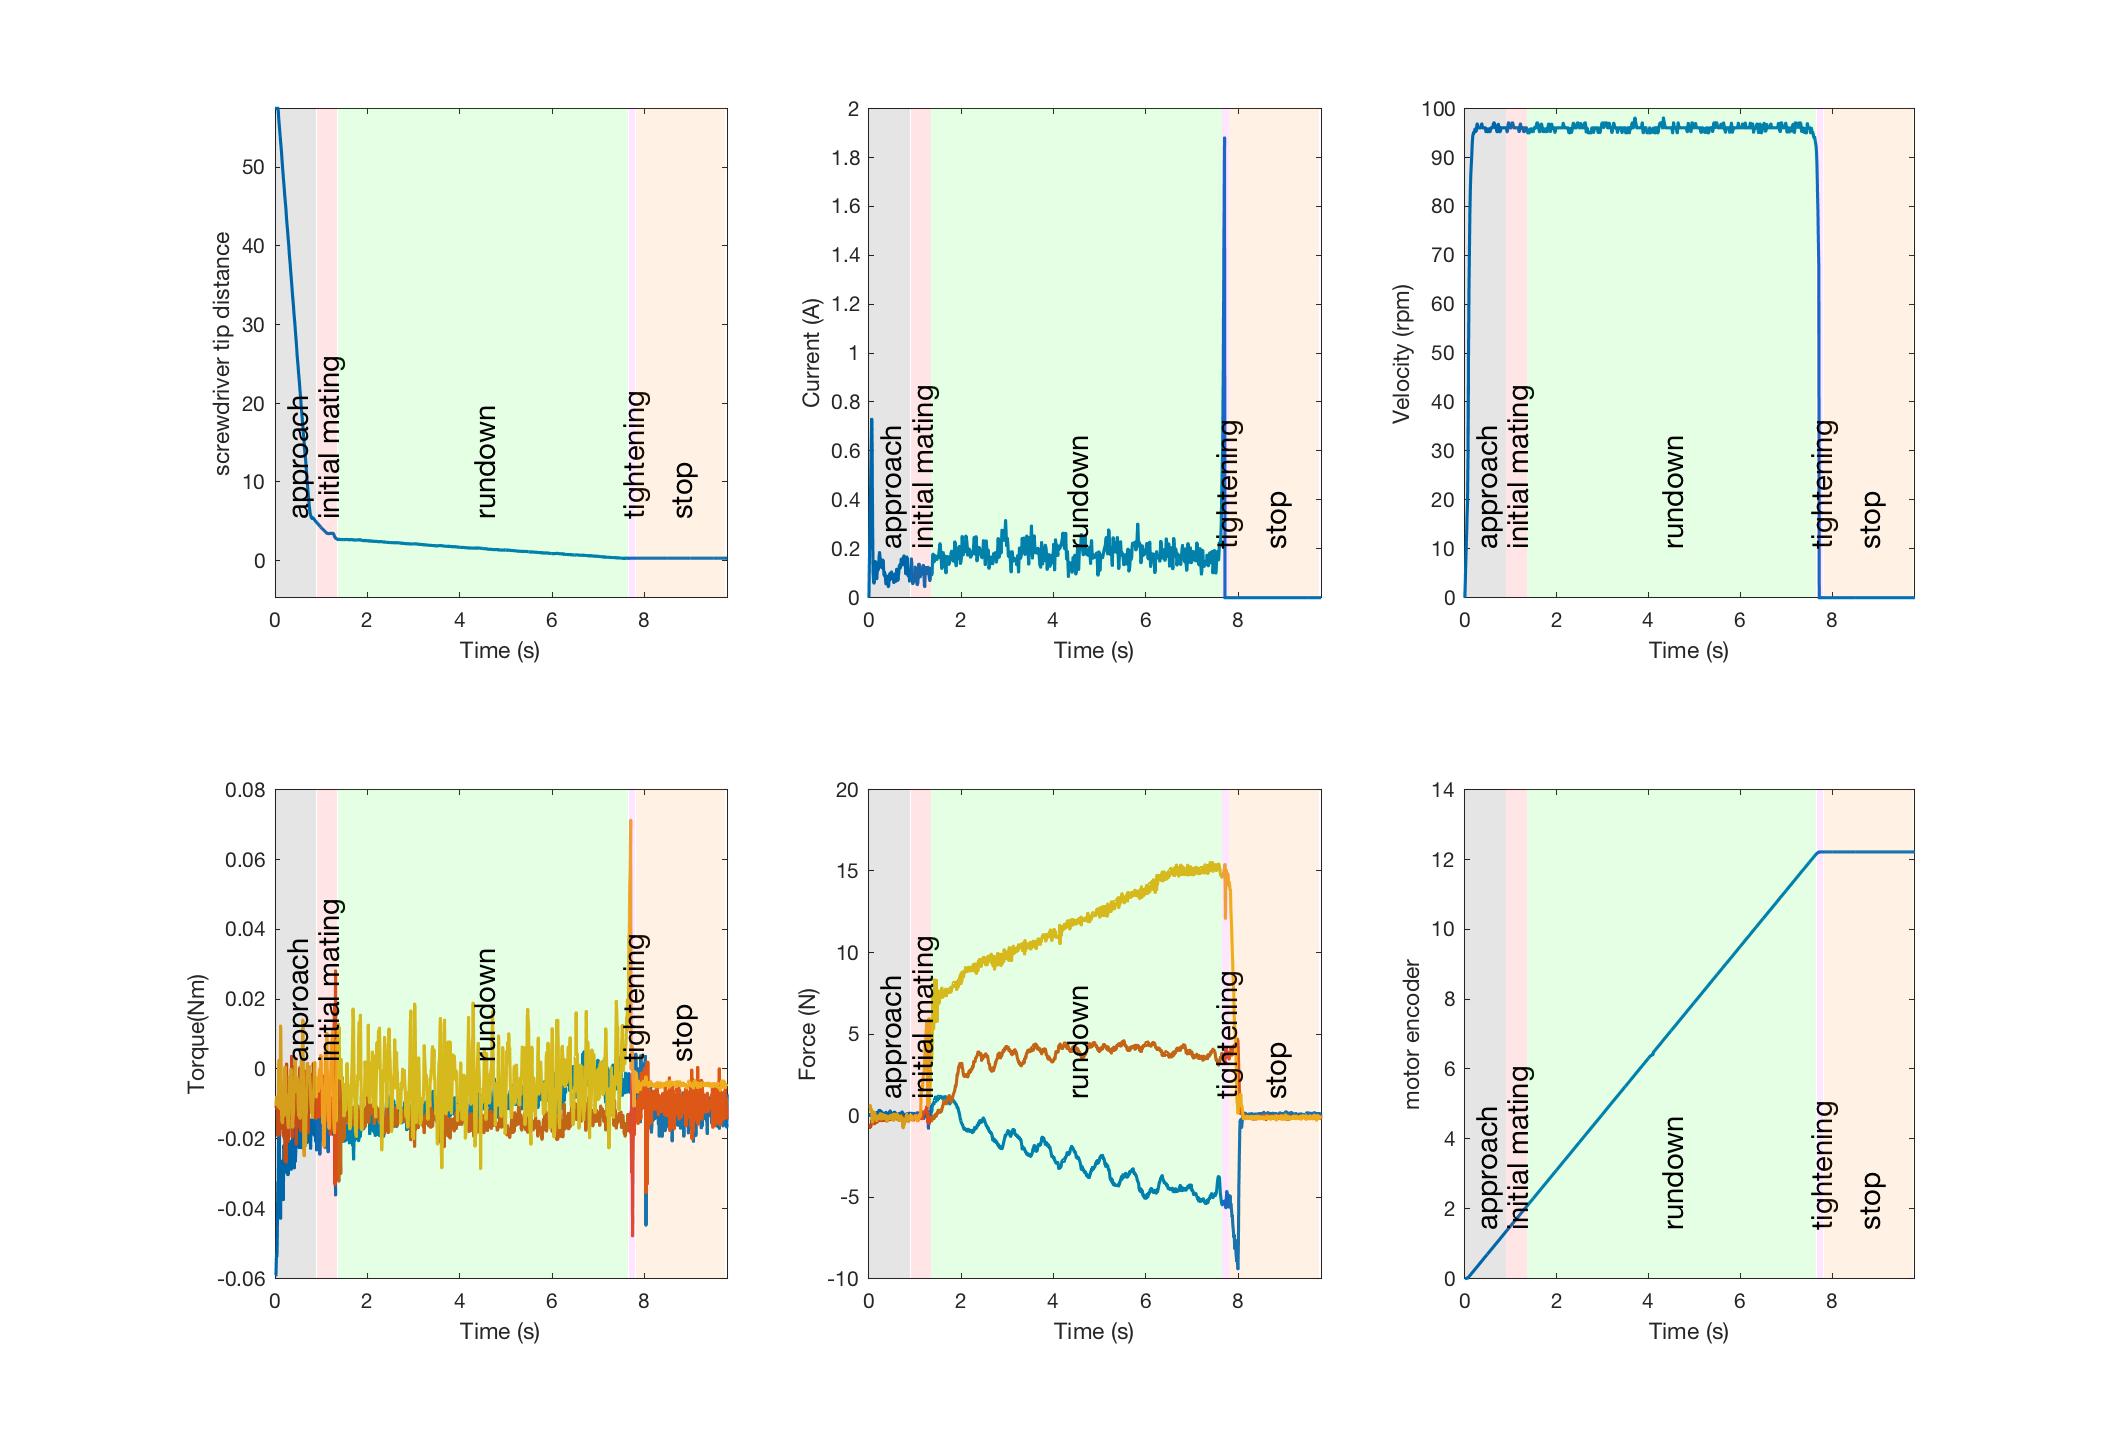 screwdriver tip distance
50
40
30
20
10
0
approach
initial mating
rundown
tightening
stop
0 2 4 6 8
Time (s)
Current (A)
2
1.8
1.6
1.4
1.2
1
0.8
0.6
0.4
0.2
0
approach
initial mating
rundown
tightening
stop
0 2 4 6 8
Time (s)
Velocity (rpm)
100
90
80
70
60
50
40
30
20
10
0
approach
initial mating
rundown
tightening
stop
0 2 4 6 8
Time (s)
Torque(Nm)
0.08
0.06
0.04
0.02
0
-0.02
-0.04
-0.06
approach
initial mating
rundown
tightening
stop
0 2 4 6 8
Time (s)
Force (N)
20
15
10
5
0
-5
-10
approach
initial mating
rundown
tightening
stop
0 2 4 6 8
Time (s)
motor encoder
14
12
10
8
6
4
2
0
approach
initial mating
rundown
tightening
stop
0 2 4 6 8
Time (s)